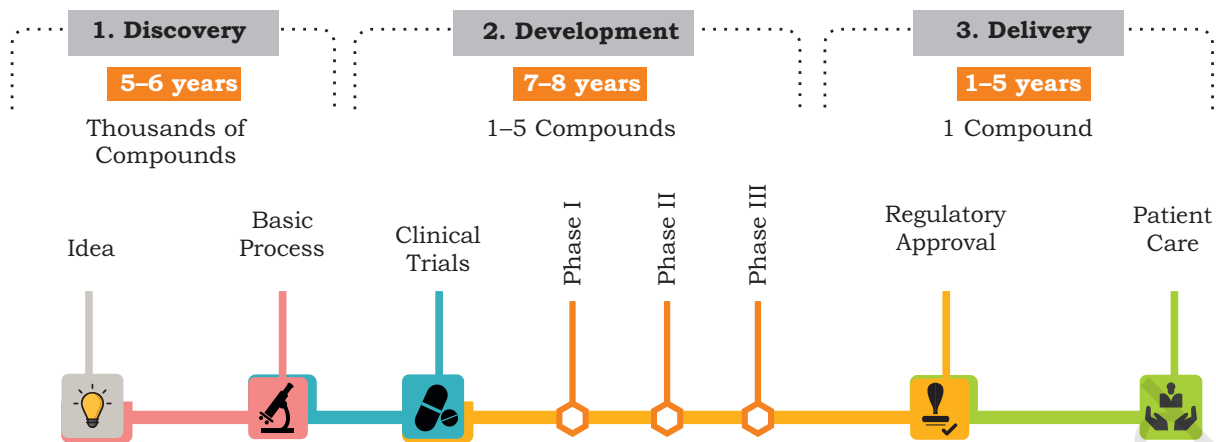 1. Discovery
5–6 years
Thousands of
Compounds
2. Development
7–8 years
1–5 Compounds
3. Delivery
1–5 years
1 Compound
Idea
Basic
Process
Clinical
Trials
Phase I
Phase II
Phase III
Regulatory
Approval
Patient
Care